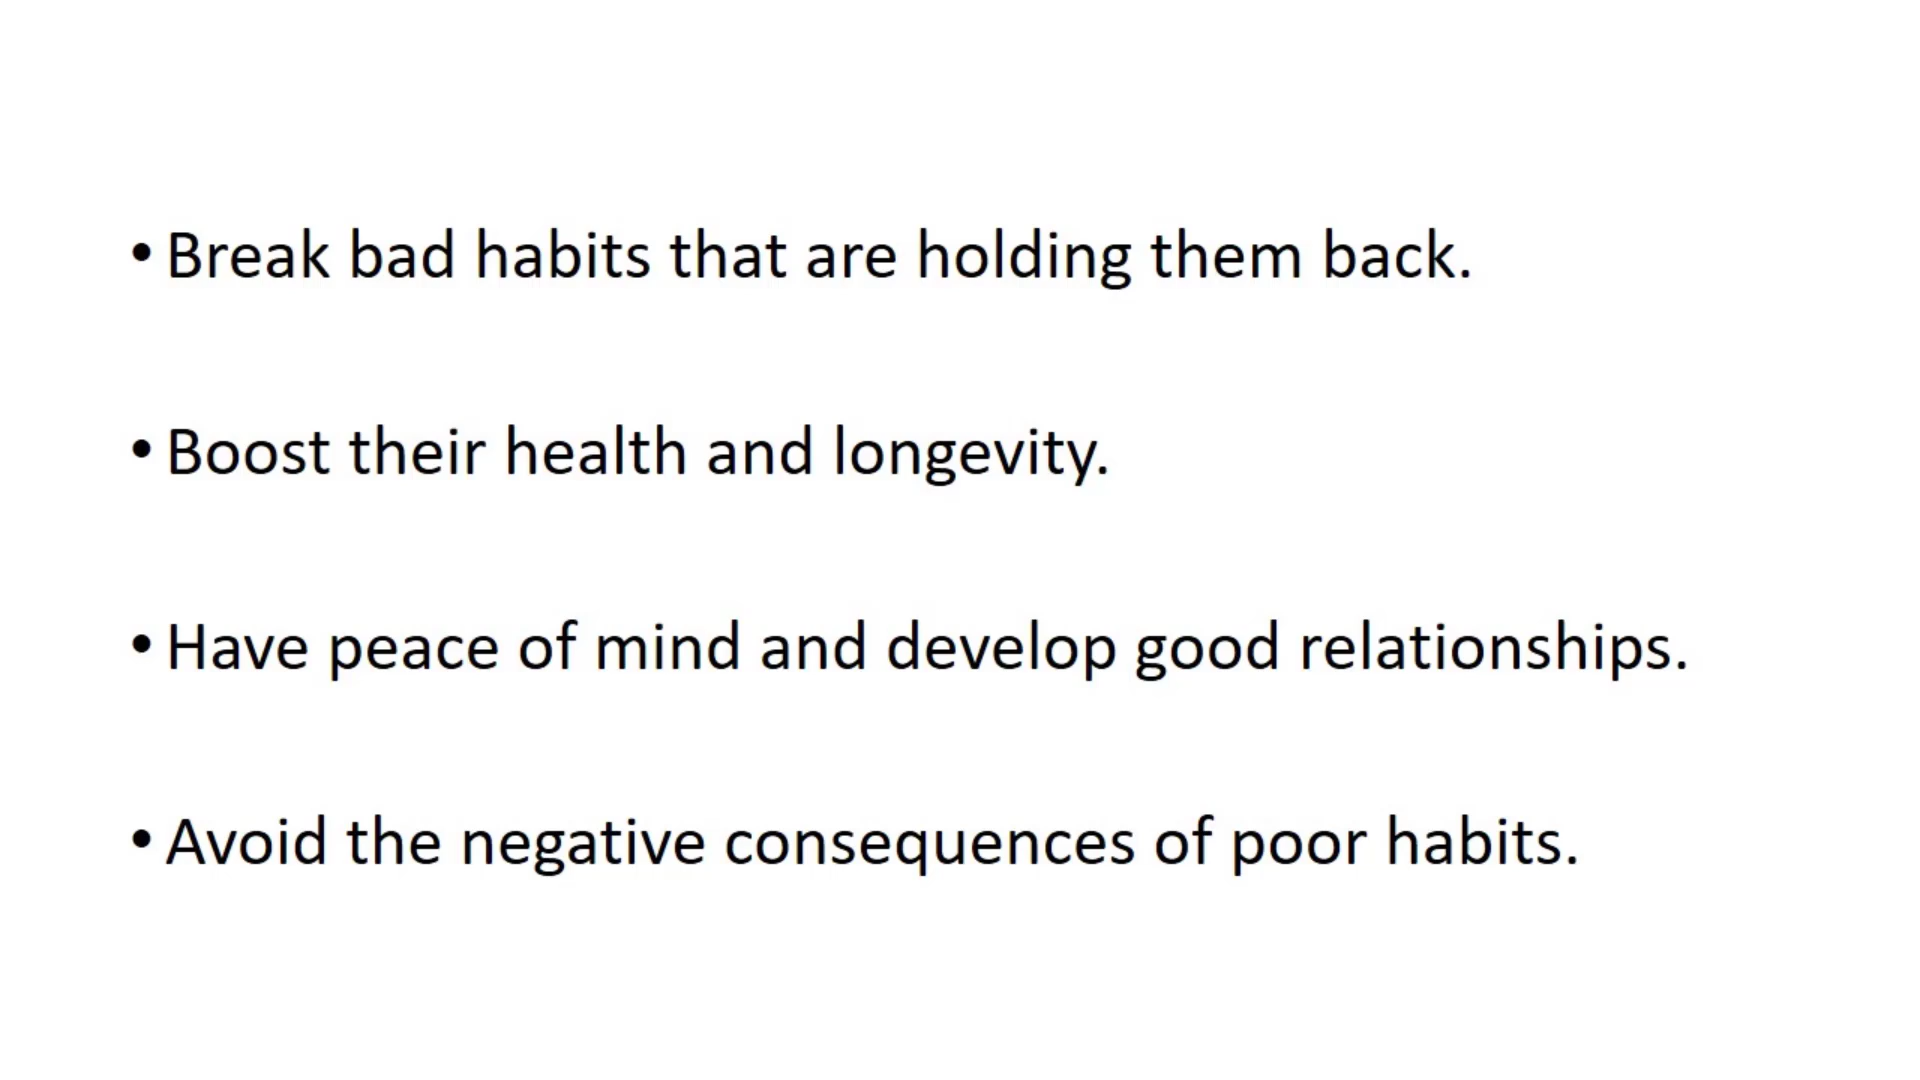 • Break bad habits that are holding them back.
• Boost their health and longevity.
• Have peace of mind and develop good relationships.
• Avoid the negative consequences of poor habits.